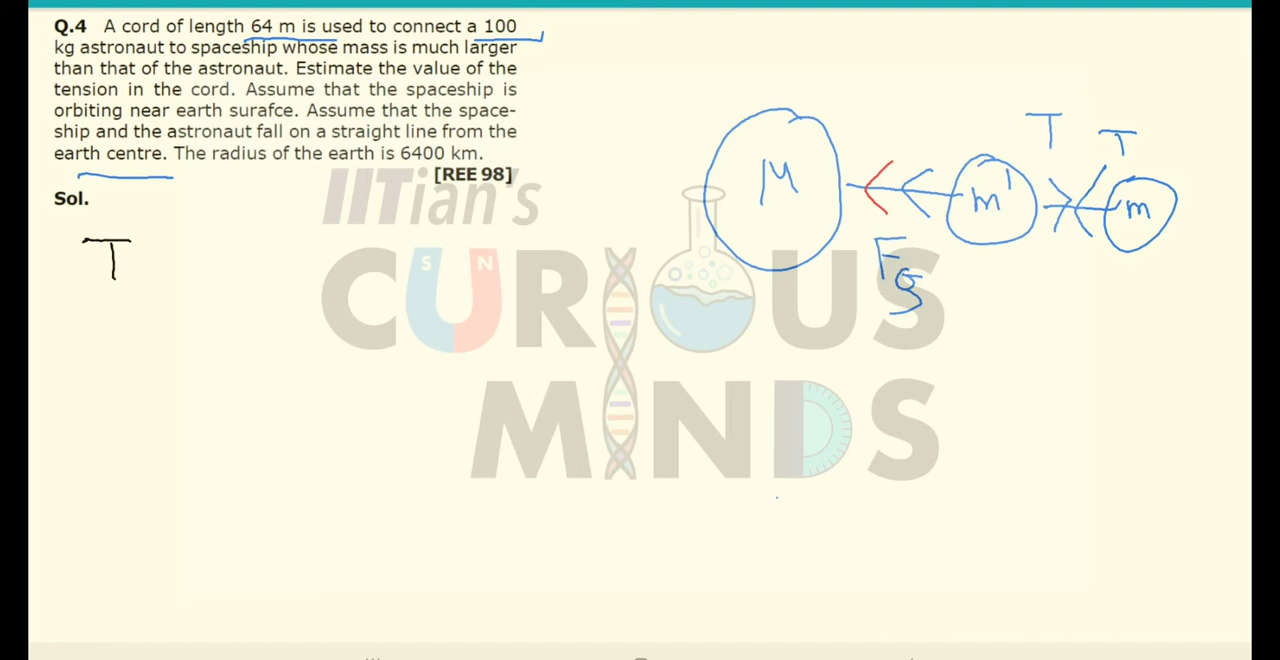 Q.4 A cord of length 64 m is used to connect a 100
kg astronaut to spaceship whose mass is much larger
than that of the astronaut. Estimate the value of the
tension in the cord. Assume that the spaceship is
orbiting near earth surafce. Assume that the space-
ship and the astronaut fall on a straight line from the
earth centre. The radius of the earth is 6400 km.
[REE 98]
Sol.
T
T T
M m' m
Fg
IITian's
CURIOUS
S N
MINDS